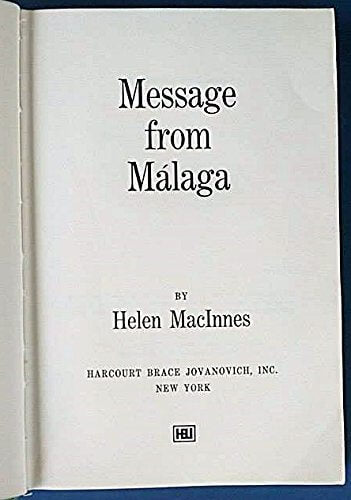 Message
from
Málaga
BY
Helen MacInnes
HARCOURT BRACE JOVANOVICH, INC.
NEW YORK
HBJ